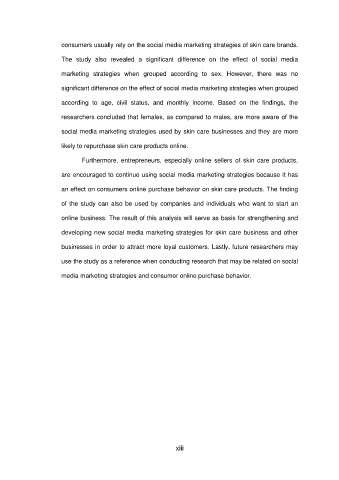 consumers usually rely on the social media marketing strategies of skin care brands.
The study also revealed a significant difference on the effect of social media
marketing strategies when grouped according to sex. However, there was no
significant difference on the effect of social media marketing strategies when grouped
according to age, civil status, and monthly income. Based on the findings, the
researchers concluded that females, as compared to males, are more aware of the
social media marketing strategies used by skin care businesses and they are more
likely to repurchase skin care products online.
Furthermore, entrepreneurs, especially online sellers of skin care products,
are encouraged to continue using social media marketing strategies because it has
an effect on consumers online purchase behavior on skin care products. The finding
of the study can also be used by companies and individuals who want to start an
online business. The result of this analysis will serve as basis for strengthening and
developing new social media marketing strategies for skin care business and other
businesses in order to attract more loyal customers. Lastly, future researchers may
use the study as a reference when conducting research that may be related on social
media marketing strategies and consumer online purchase behavior.
xiii